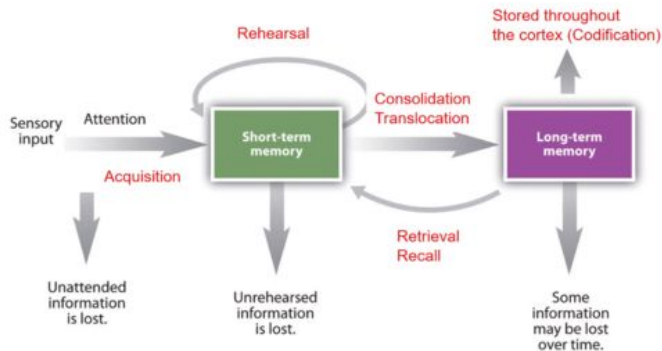 Rehearsal
Stored throughout
the cortex (Codification)
Sensory
input
Attention
Acquisition
Short-term
memory
Consolidation
Translocation
Long-term
memory
Retrieval
Recall
Unattended
information
is lost.
Unrehearsed
information
is lost.
Some
information
may be lost
over time.